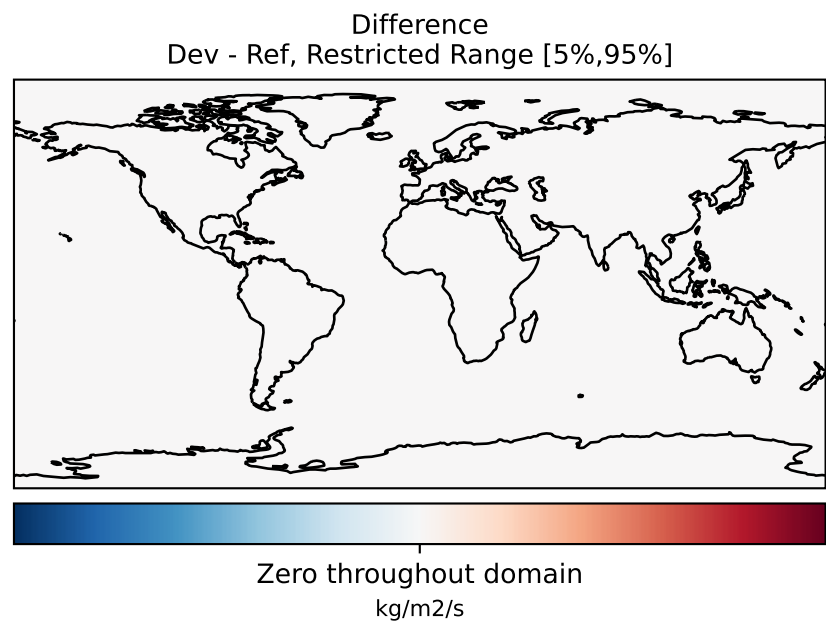 Difference
Dev - Ref, Restricted Range [5%,95%]
Zero throughout domain
kg/m2/s